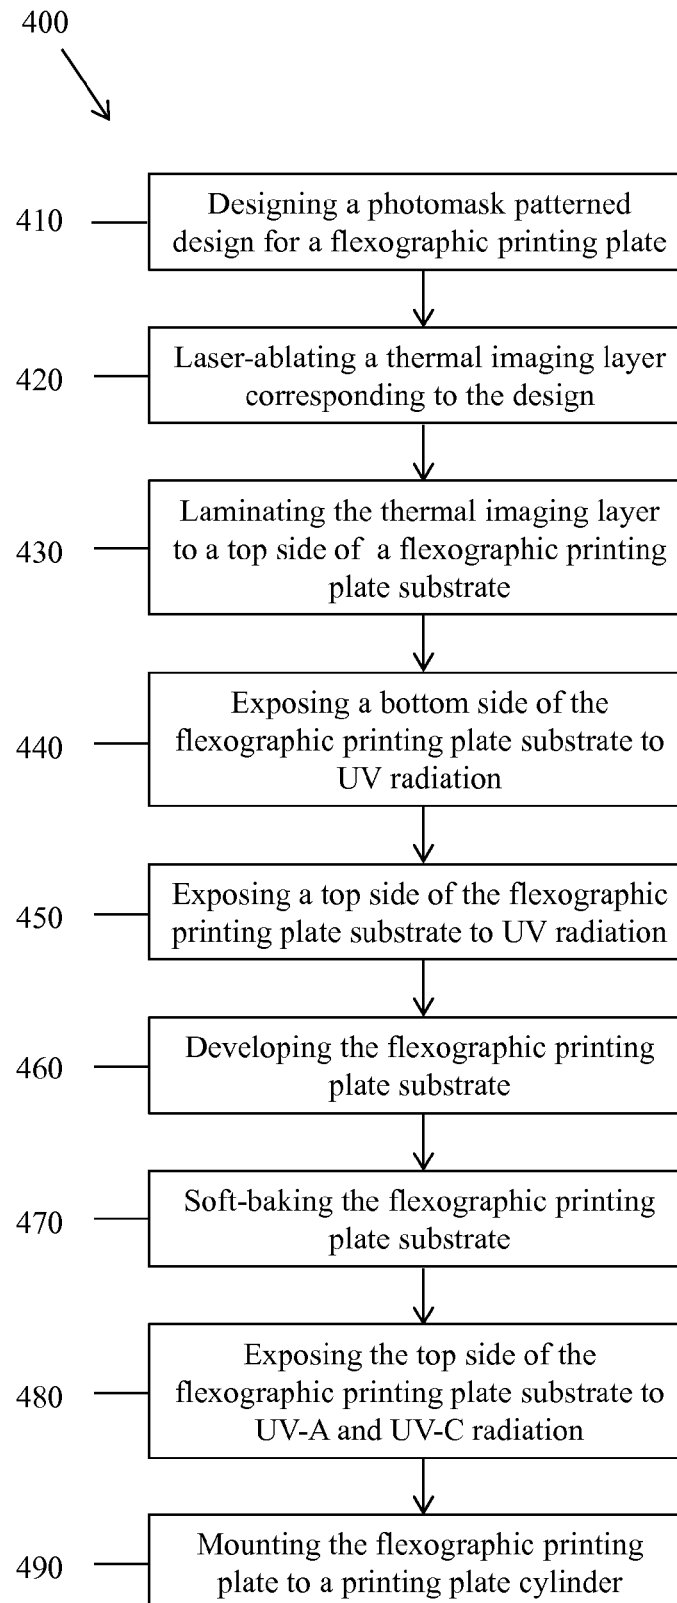 400
410
Designing a photomask patterned
design for a flexographic printing plate
420
Laser-ablating a thermal imaging layer
corresponding to the design
430
Laminating the thermal imaging layer
to a top side of a flexographic printing
plate substrate
440
Exposing a bottom side of the
flexographic printing plate substrate to
UV radiation
450
Exposing a top side of the flexographic
printing plate substrate to UV radiation
460
Developing the flexographic printing
plate substrate
470
Soft-baking the flexographic printing
plate substrate
480
Exposing the top side of the
flexographic printing plate substrate to
UV-A and UV-C radiation
490
Mounting the flexographic printing
plate to a printing plate cylinder